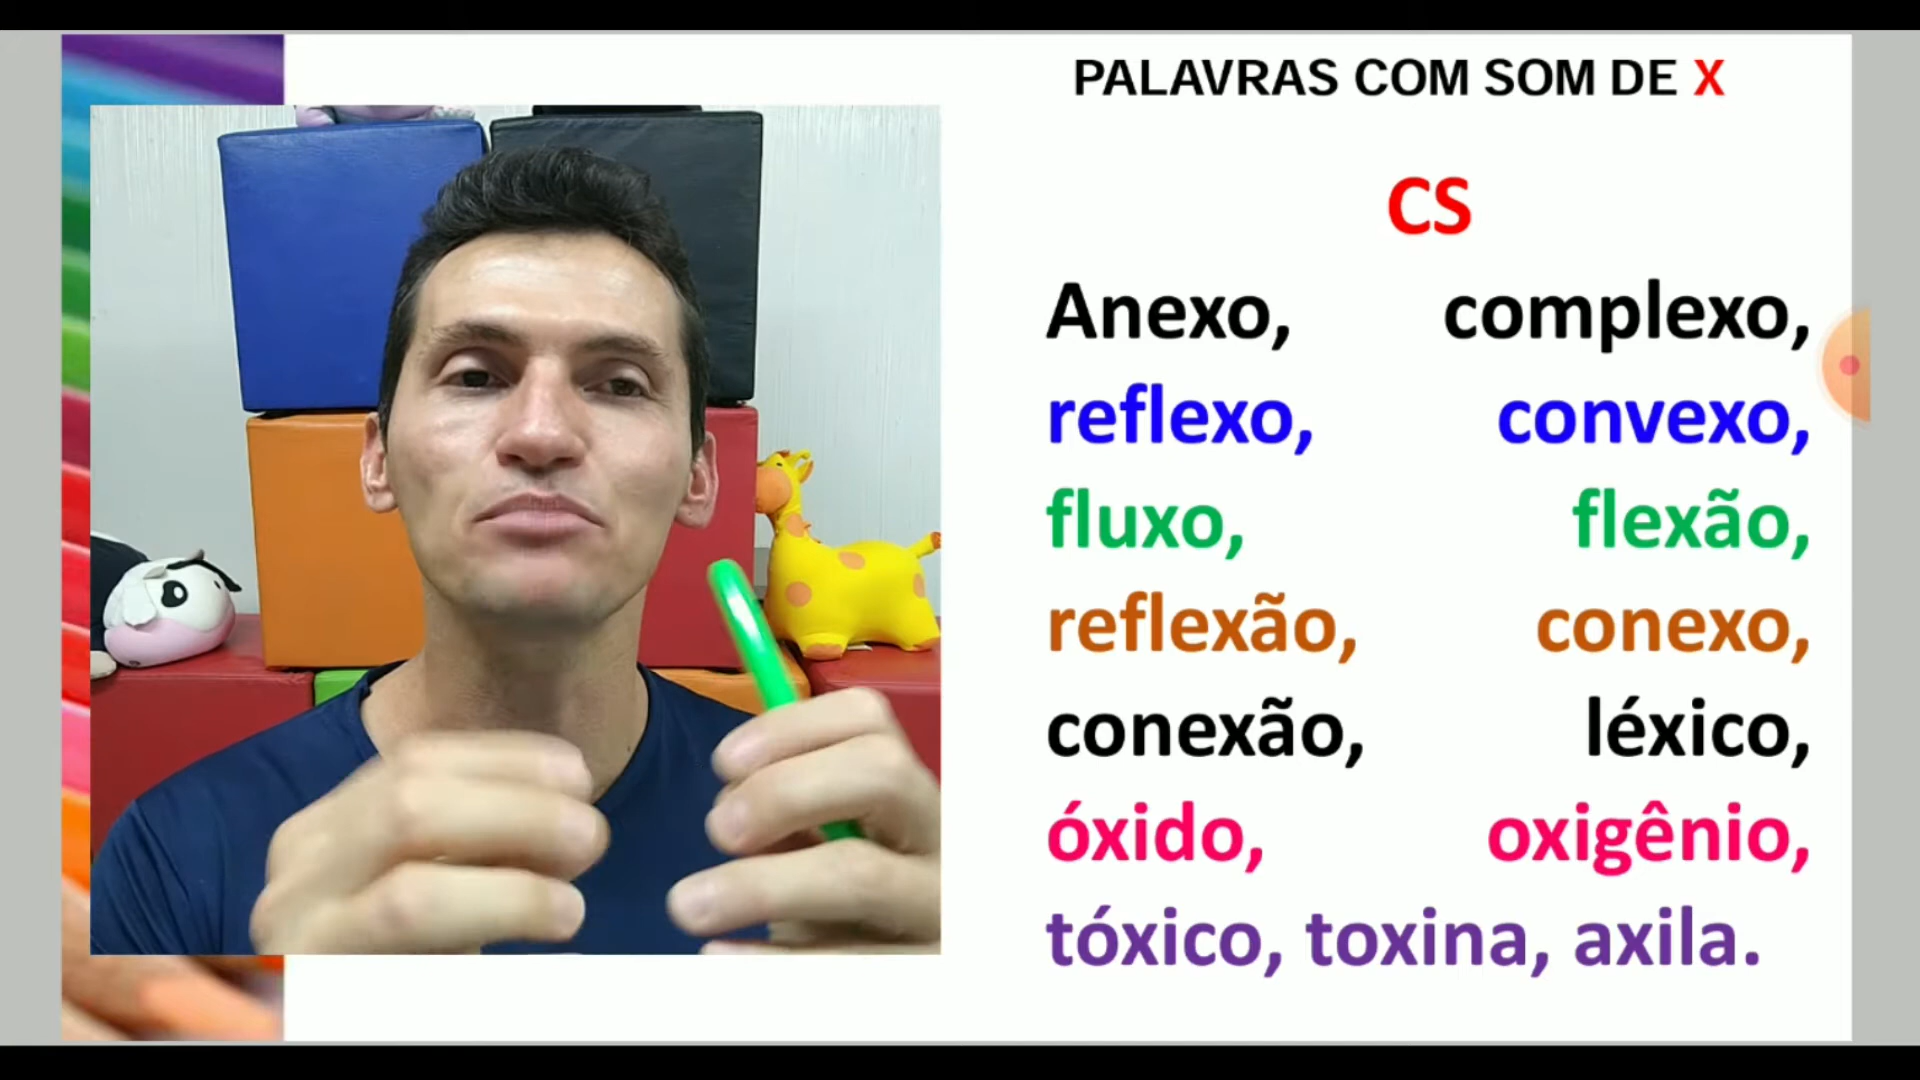 PALAVRAS COM SOM DE X
CS
Anexo, complexo,
reflexo, convexo,
fluxo, flexão,
reflexão, conexo,
conexão, léxico,
óxido, oxigênio,
tóxico, toxina, axila.